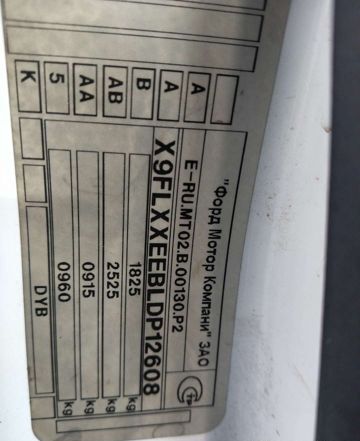 "Форд Мотор Компани" ЗАО
E-RU.MT02.B.00130.P2
X9FLXXEEBLDP12608
1825 kg
2525 kg
0915 kg
0960 kg
DYB
A
A
B
AB
AA
5
K